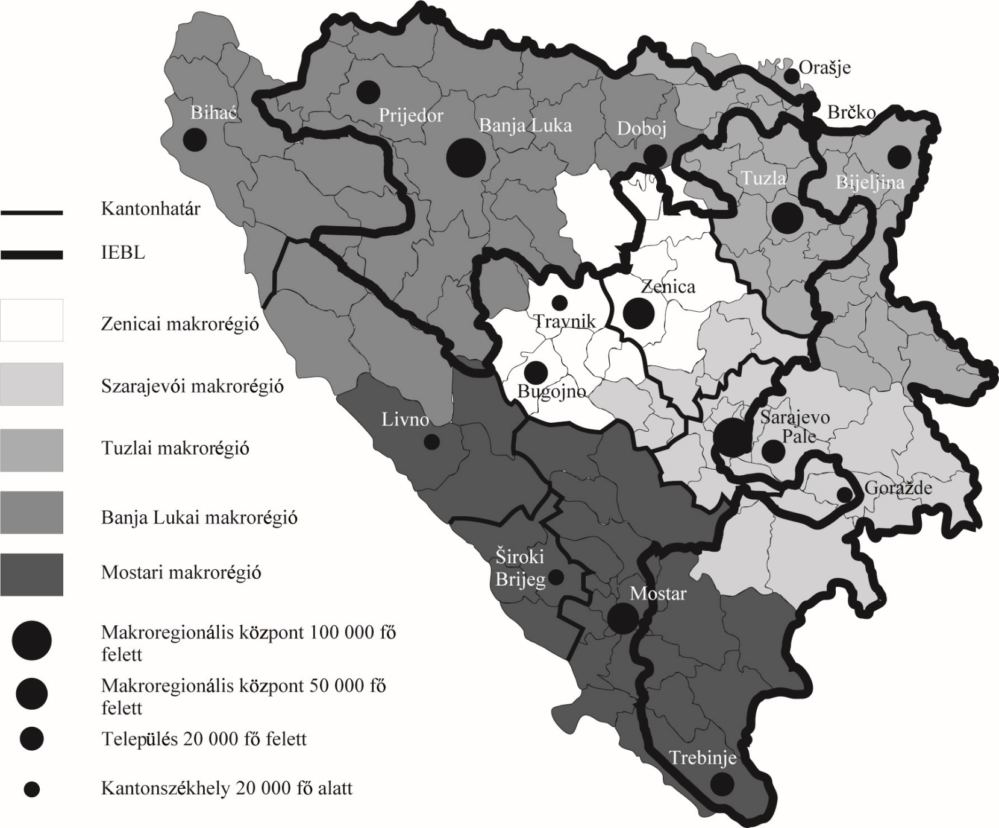 Kantonhatár
IEBL
Zenicai makrorégió
Szarajevói makrorégió
Tuzlai makrorégió
Banja Lukai makrorégió
Mostari makrorégió
Makroregionális központ 100 000 fő
felett
Makroregionális központ 50 000 fő
felett
Település 20 000 fő felett
Kantonszékhely 20 000 fő alatt
Orašje
Brčko
Bihać
Prijedor
Banja Luka
Doboj
Tuzla
Bijeljina
Zenica
Travnik
Bugojno
Livno
Sarajevo
Pale
Goražde
Široki
Brijeg
Mostar
Trebinje